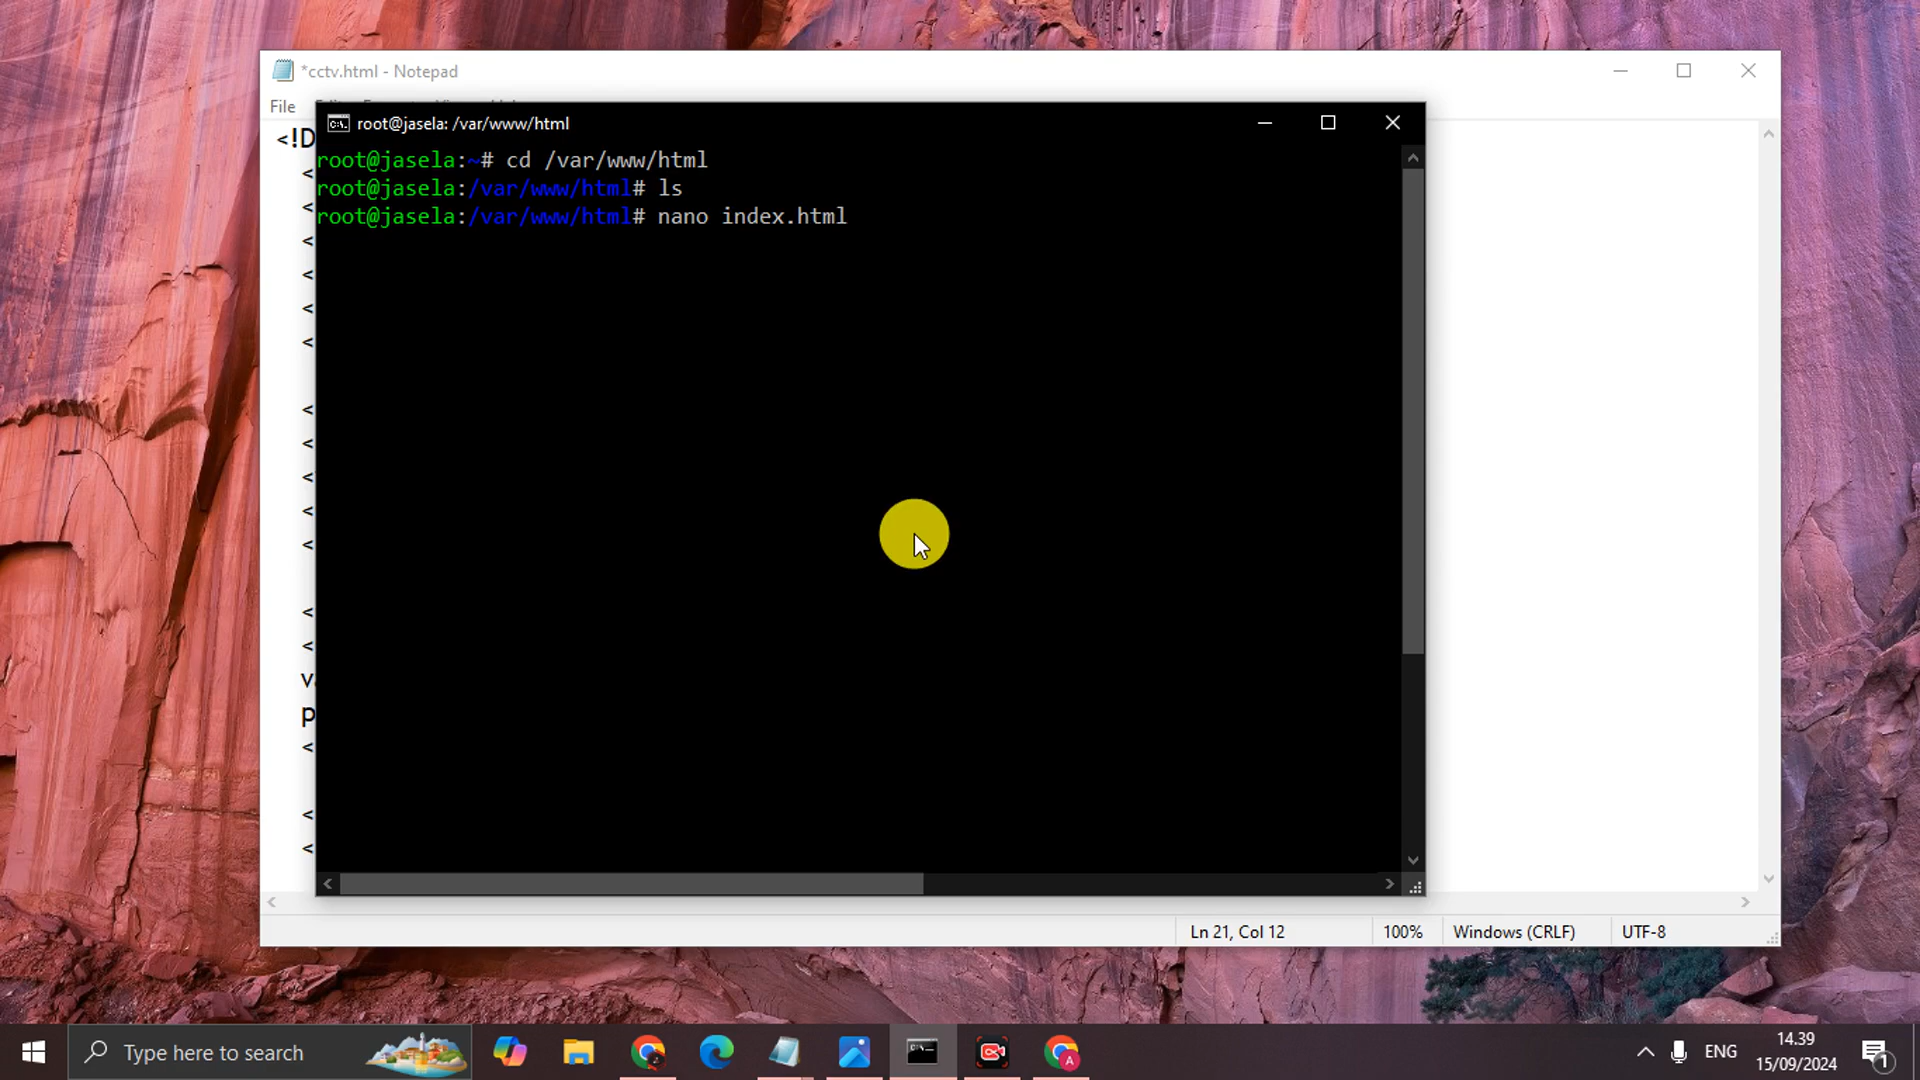 *cctv.html - Notepad
File
root@jasela: /var/www/html
<!D
root@jasela:~# cd /var/www/html
root@jasela:/var/www/html# ls
root@jasela:/var/www/html# nano index.html
<
<
<
<
<
<
<
<
<
<
<
<
<
p
<
<
<
Ln 21, Col 12
100%
Windows (CRLF)
UTF-8
Type here to search
ENG
14.39
15/09/2024
1